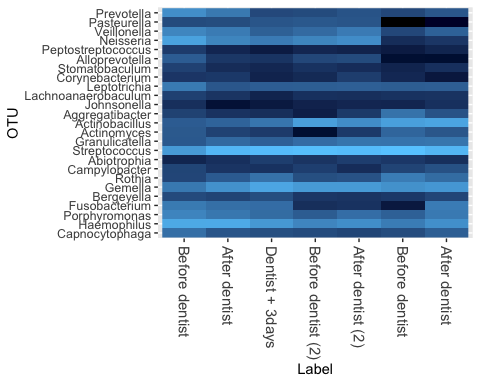 Prevotella
Pasteurella
Veillonella
Neisseria
Peptostreptococcus
Alloprevotella
Stomatobaculum
Corynebacterium
Leptotrichia
Lachnoanaerobaculum
Johnsonella
Aggregatibacter
Actinobacillus
Actinomyces
Granulicatella
Streptococcus
Abiotrophia
Campylobacter
Rothia
Gemella
Bergeyella
Fusobacterium
Porphyromonas
Haemophilus
Capnocytophaga
OTU
Before dentist
After dentist
Dentist + 3days
Before dentist (2)
After dentist (2)
Before dentist
After dentist
Label